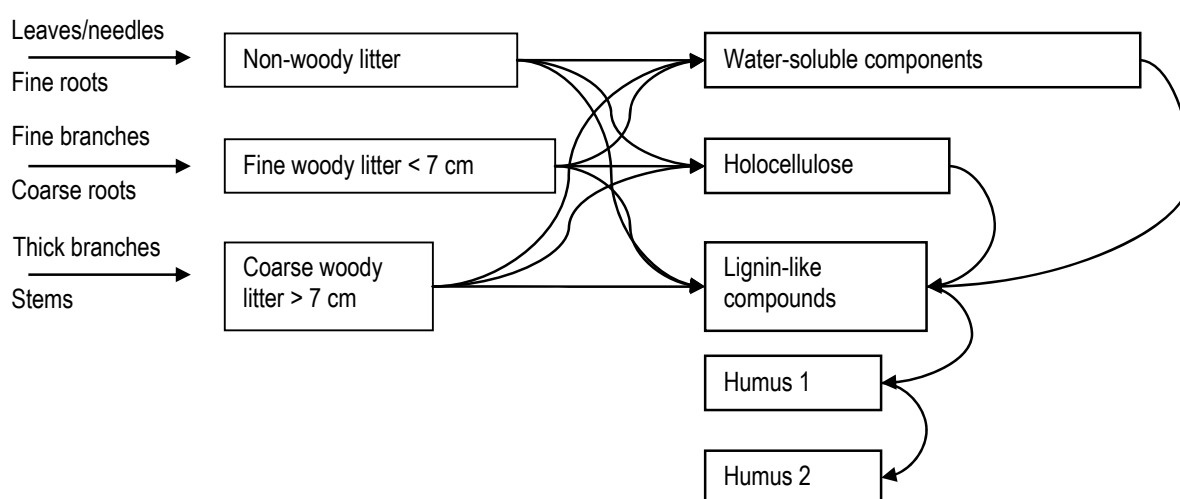 Leaves/needles
Fine roots
Non-woody litter
Water-soluble components
Fine branches
Coarse roots
Fine woody litter < 7 cm
Holocellulose
Thick branches
Stems
Coarse woody
litter > 7 cm
Lignin-like
compounds
Humus 1
Humus 2